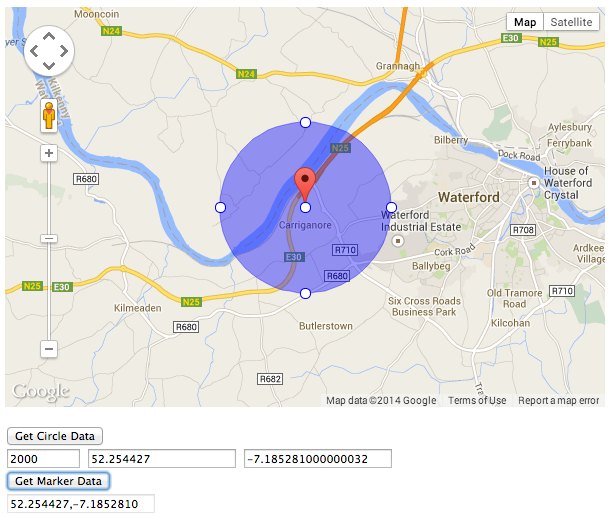 Mooncoin
N24
Map Satellite
E30
N25
Grannagh
N24
Kilkenny
N25
Bilberry
Aylesbury
Ferrybank
Dock Road
R680
House of
Waterford
Crystal
Waterford
Carriganore
Waterford
Industrial Estate
R708
R710
Cork Road
Ardkee
Village
E30
Ballybeg
R680
N25 E30
N25
Old Tramore
Road
R710
Kilmeaden
Six Cross Roads
Business Park
R680
Butlerstown
Kilcohan
R682
Google
Map data ©2014 Google Terms of Use Report a map error
Get Circle Data
2000 52.254427 -7.185281000000032
Get Marker Data
52.254427,-7.1852810